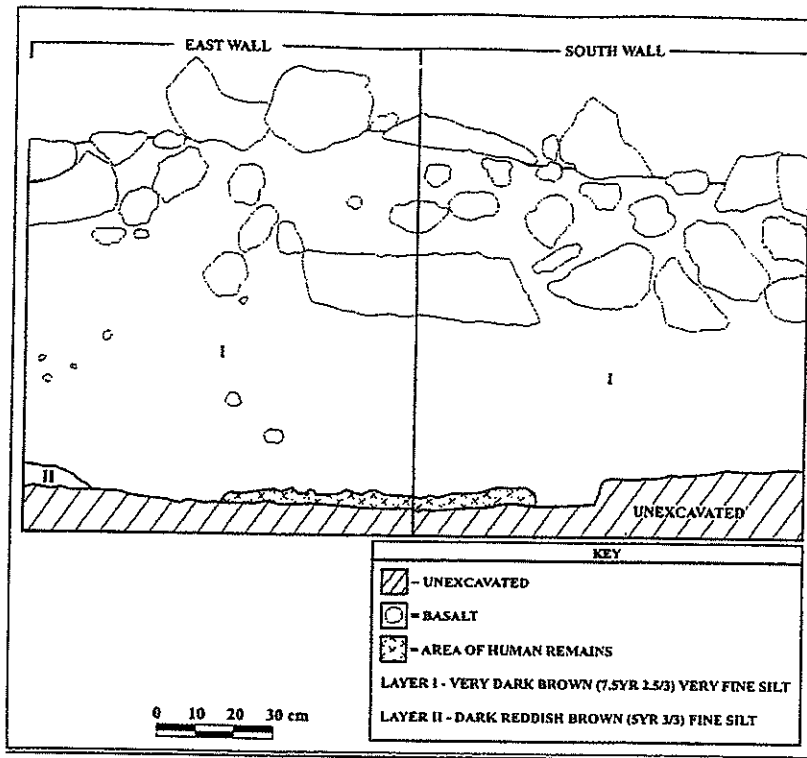 EAST WALL
SOUTH WALL
I
I
II
UNEXCAVATED
KEY
- UNEXCAVATED
= BASALT
= AREA OF HUMAN REMAINS
LAYER I - VERY DARK BROWN (7.5YR 2.5/3) VERY FINE SILT
LAYER II - DARK REDDISH BROWN (5YR 3/3) FINE SILT
0 10 20 30 cm